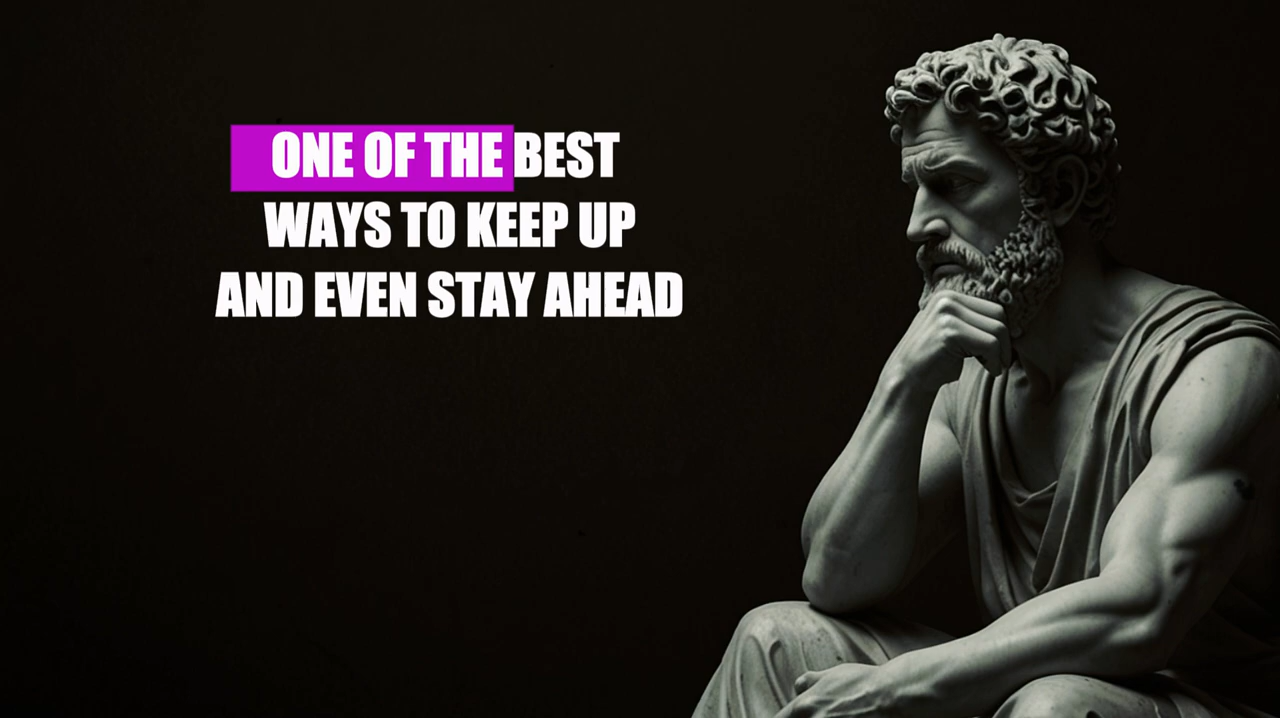 ONE OF THE BEST
WAYS TO KEEP UP
AND EVEN STAY AHEAD